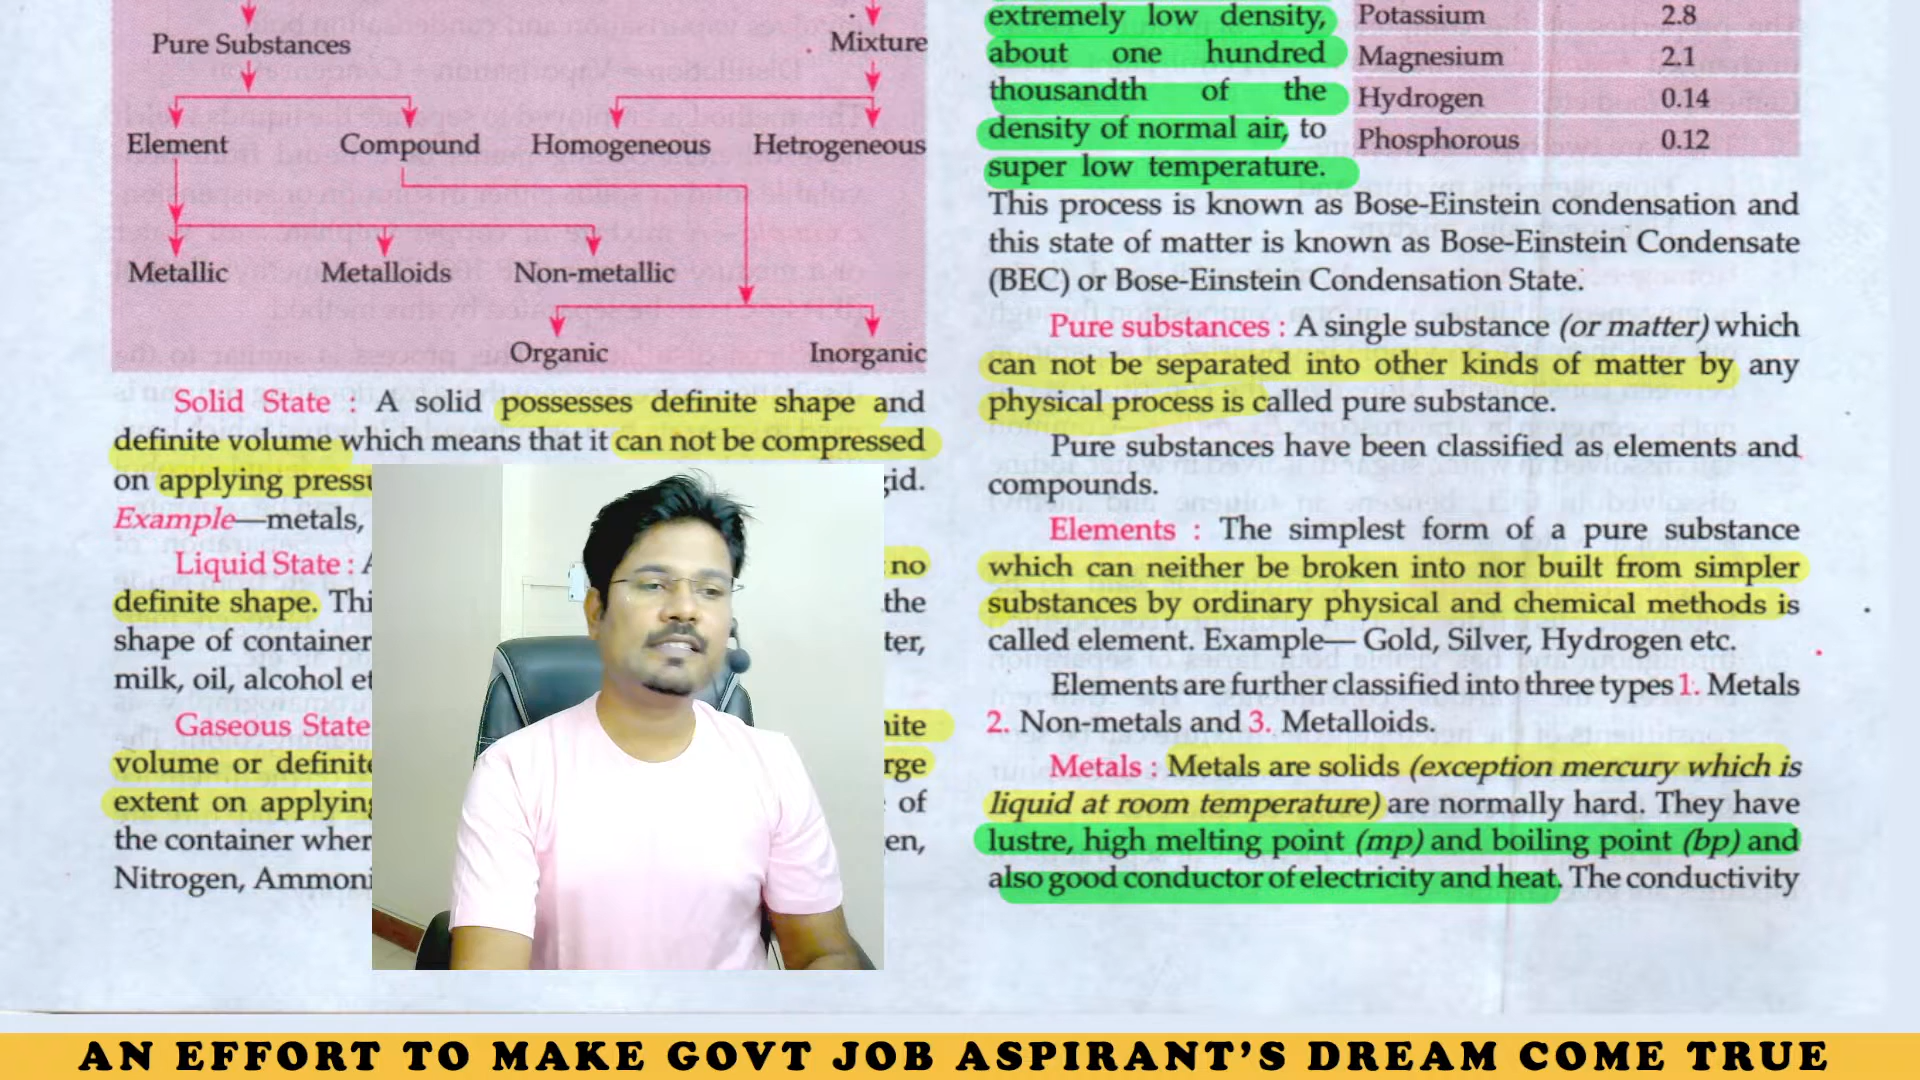 Pure Substances
Mixture
Element
Compound
Homogeneous
Hetrogeneous
Metallic
Metalloids
Non-metallic
Organic
Inorganic
Solid State : A solid possesses definite shape and
definite volume which means that it can not be compressed
on applying pressu
gid.
Example—metals,
Liquid State :
no
definite shape. Thi
the
shape of container
ter,
milk, oil, alcohol et
Gaseous State
nite
volume or definite
rge
extent on applying
of
the container wher
en,
Nitrogen, Ammoni
extremely low density,
about one hundred
thousandth of the
density of normal air, to
super low temperature.
Potassium 2.8
Magnesium 2.1
Hydrogen 0.14
Phosphorous 0.12
This process is known as Bose-Einstein condensation and
this state of matter is known as Bose-Einstein Condensate
(BEC) or Bose-Einstein Condensation State.
Pure substances : A single substance (or matter) which
can not be separated into other kinds of matter by any
physical process is called pure substance.
Pure substances have been classified as elements and
compounds.
Elements : The simplest form of a pure substance
which can neither be broken into nor built from simpler
substances by ordinary physical and chemical methods is
called element. Example— Gold, Silver, Hydrogen etc.
Elements are further classified into three types 1. Metals
2. Non-metals and 3. Metalloids.
Metals : Metals are solids (exception mercury which is
liquid at room temperature) are normally hard. They have
lustre, high melting point (mp) and boiling point (bp) and
also good conductor of electricity and heat. The conductivity
AN EFFORT TO MAKE GOVT JOB ASPIRANT'S DREAM COME TRUE